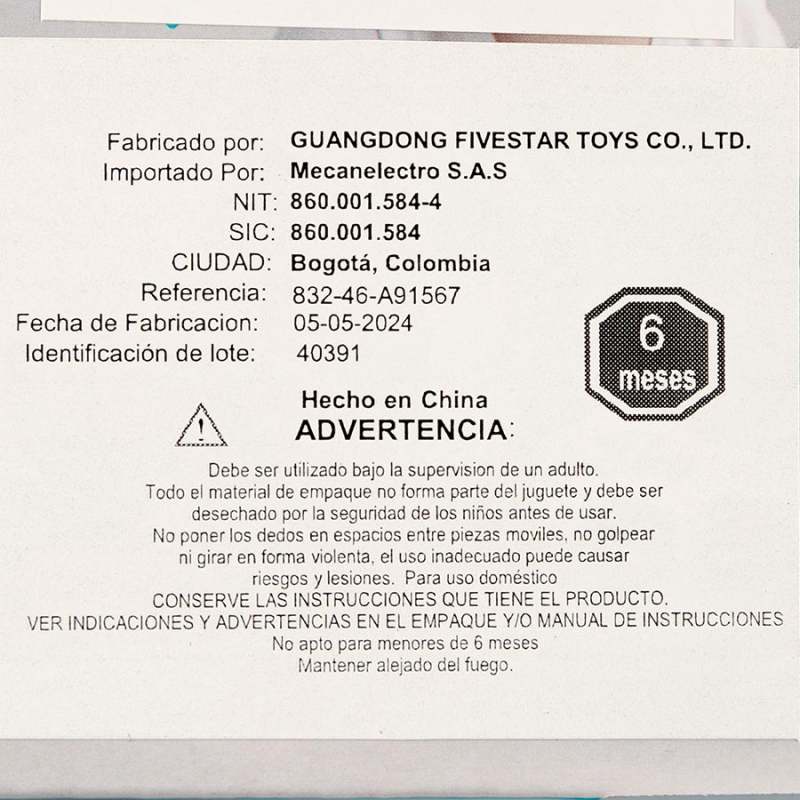 Fabricado por: GUANGDONG FIVESTAR TOYS CO., LTD.
Importado Por: Mecanelectro S.A.S
NIT: 860.001.584-4
SIC: 860.001.584
CIUDAD: Bogotá, Colombia
Referencia: 832-46-A91567
Fecha de Fabricacion: 05-05-2024
Identificación de lote: 40391
6
meses
Hecho en China
ADVERTENCIA:
Debe ser utilizado bajo la supervision de un adulto.
Todo el material de empaque no forma parte del juguete y debe ser
desechado por la seguridad de los niños antes de usar.
No poner los dedos en espacios entre piezas moviles, no golpear
ni girar en forma violenta, el uso inadecuado puede causar
riesgos y lesiones. Para uso doméstico
CONSERVE LAS INSTRUCCIONES QUE TIENE EL PRODUCTO.
VER INDICACIONES Y ADVERTENCIAS EN EL EMPAQUE Y/O MANUAL DE INSTRUCCIONES
No apto para menores de 6 meses
Mantener alejado del fuego.